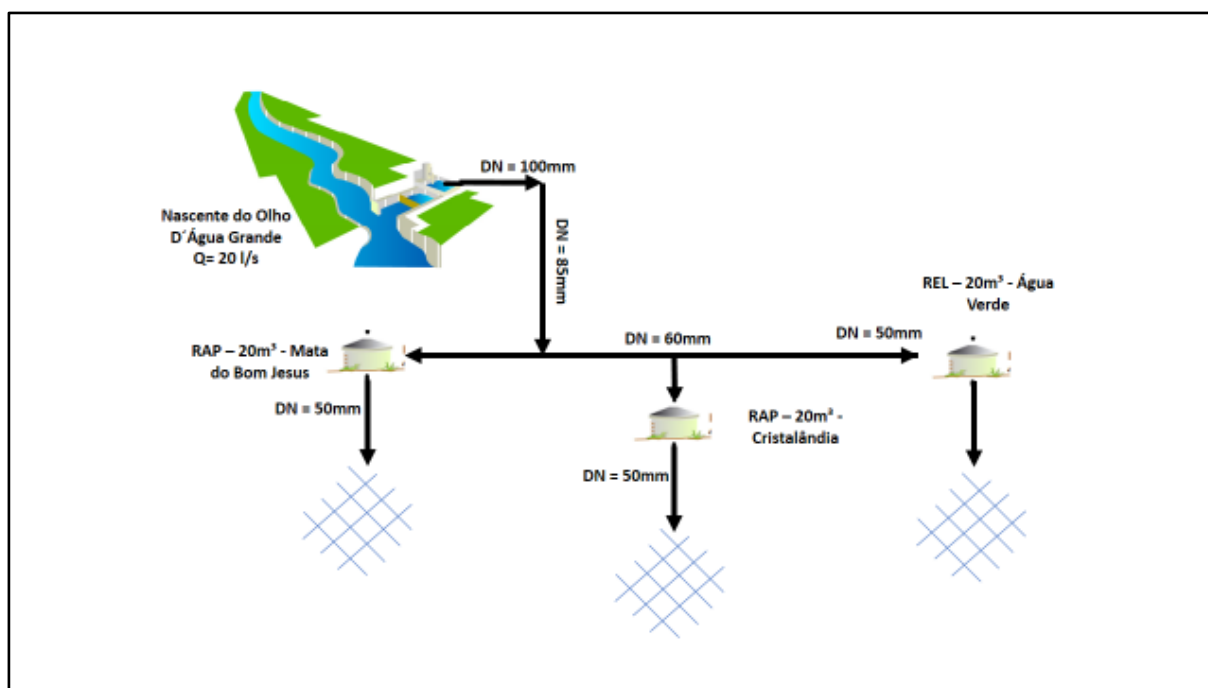 DN = 100mm
Nascente do Olho
D´Água Grande
Q= 20 l/s
DN = 85mm
REL – 20m³ - Água
Verde
DN = 60mm
DN = 50mm
RAP – 20m³ - Mata
do Bom Jesus
DN = 50mm
RAP – 20m³ -
Cristalândia
DN = 50mm